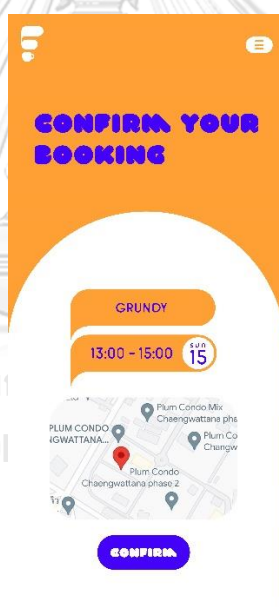 CONFIRM YOUR
BOOKING
GRUNDY
13:00 - 15:00
SUN
15
Plum Condo Mix
Chaengwattana pha
PLUM CONDO
NGWATTANA...
Plum Co
Changw
Plum Condo
Chaengwattana phase 2
CONFIRM